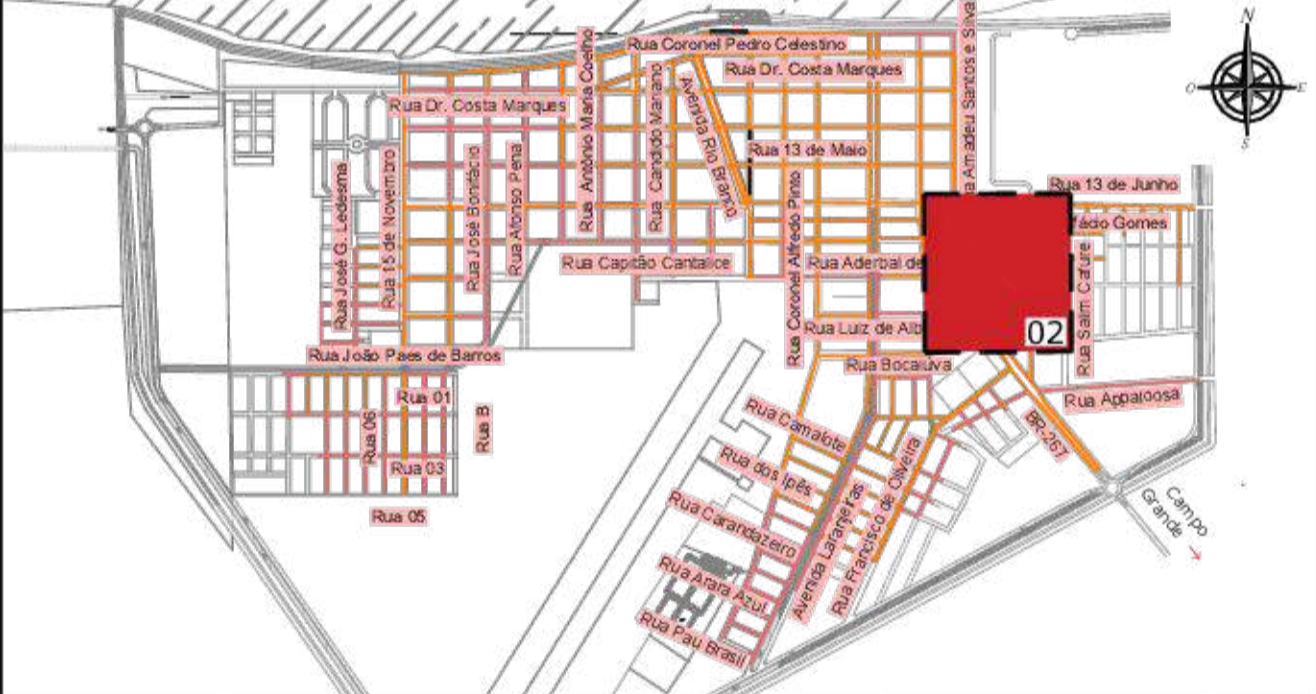 N
O
E
S
Rua Coronel Pedro Celestino
Rua Dr. Costa Marques
Rua Dr. Costa Marques
Rua Antônio Maria Coelho
Rua Candido Mariano
Avenida Rio Branco
Amadeu Santos e Silva
Rua 13 de Maio
Rua José G. Ledesma
Rua 15 de Novembro
Rua José Bonifácio
Rua Afonso Pena
Rua Coronel Alfredo Pinto
Rua 13 de Junho
Gomes
Rua Capitão Cantalice
Rua Aderbal de
Rua Salim Cafure
Rua Luiz de Alb
02
Rua João Paes de Barros
Rua Bocaiuva
Rua 01
Rua Appaloosa
Rua 06
Rua B
Rua Camalote
BR-267
Rua 03
Rua dos Ipês
Rua 05
Rua Carandazeiro
Avenida Laranjeiras
Rua Francisco de Oliveira
Campo
Grande
Rua Arara Azul
Rua Pau Brasil